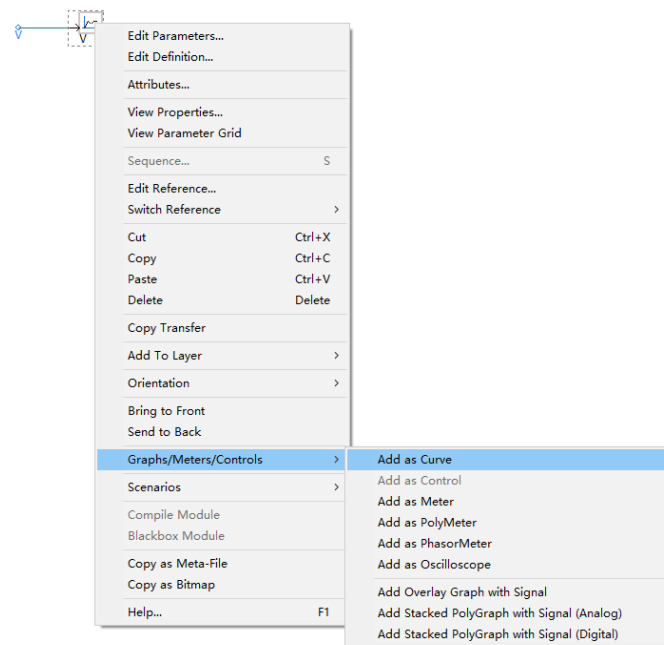 V
V
Edit Parameters...
Edit Definition...
Attributes...
View Properties...
View Parameter Grid
Sequence... S
Edit Reference...
Switch Reference >
Cut Ctrl+X
Copy Ctrl+C
Paste Ctrl+V
Delete Delete
Copy Transfer
Add To Layer >
Orientation >
Bring to Front
Send to Back
Graphs/Meters/Controls >
Scenarios >
Compile Module
Blackbox Module
Copy as Meta-File
Copy as Bitmap
Help... F1
Add as Curve
Add as Control
Add as Meter
Add as PolyMeter
Add as PhasorMeter
Add as Oscilloscope
Add Overlay Graph with Signal
Add Stacked PolyGraph with Signal (Analog)
Add Stacked PolyGraph with Signal (Digital)